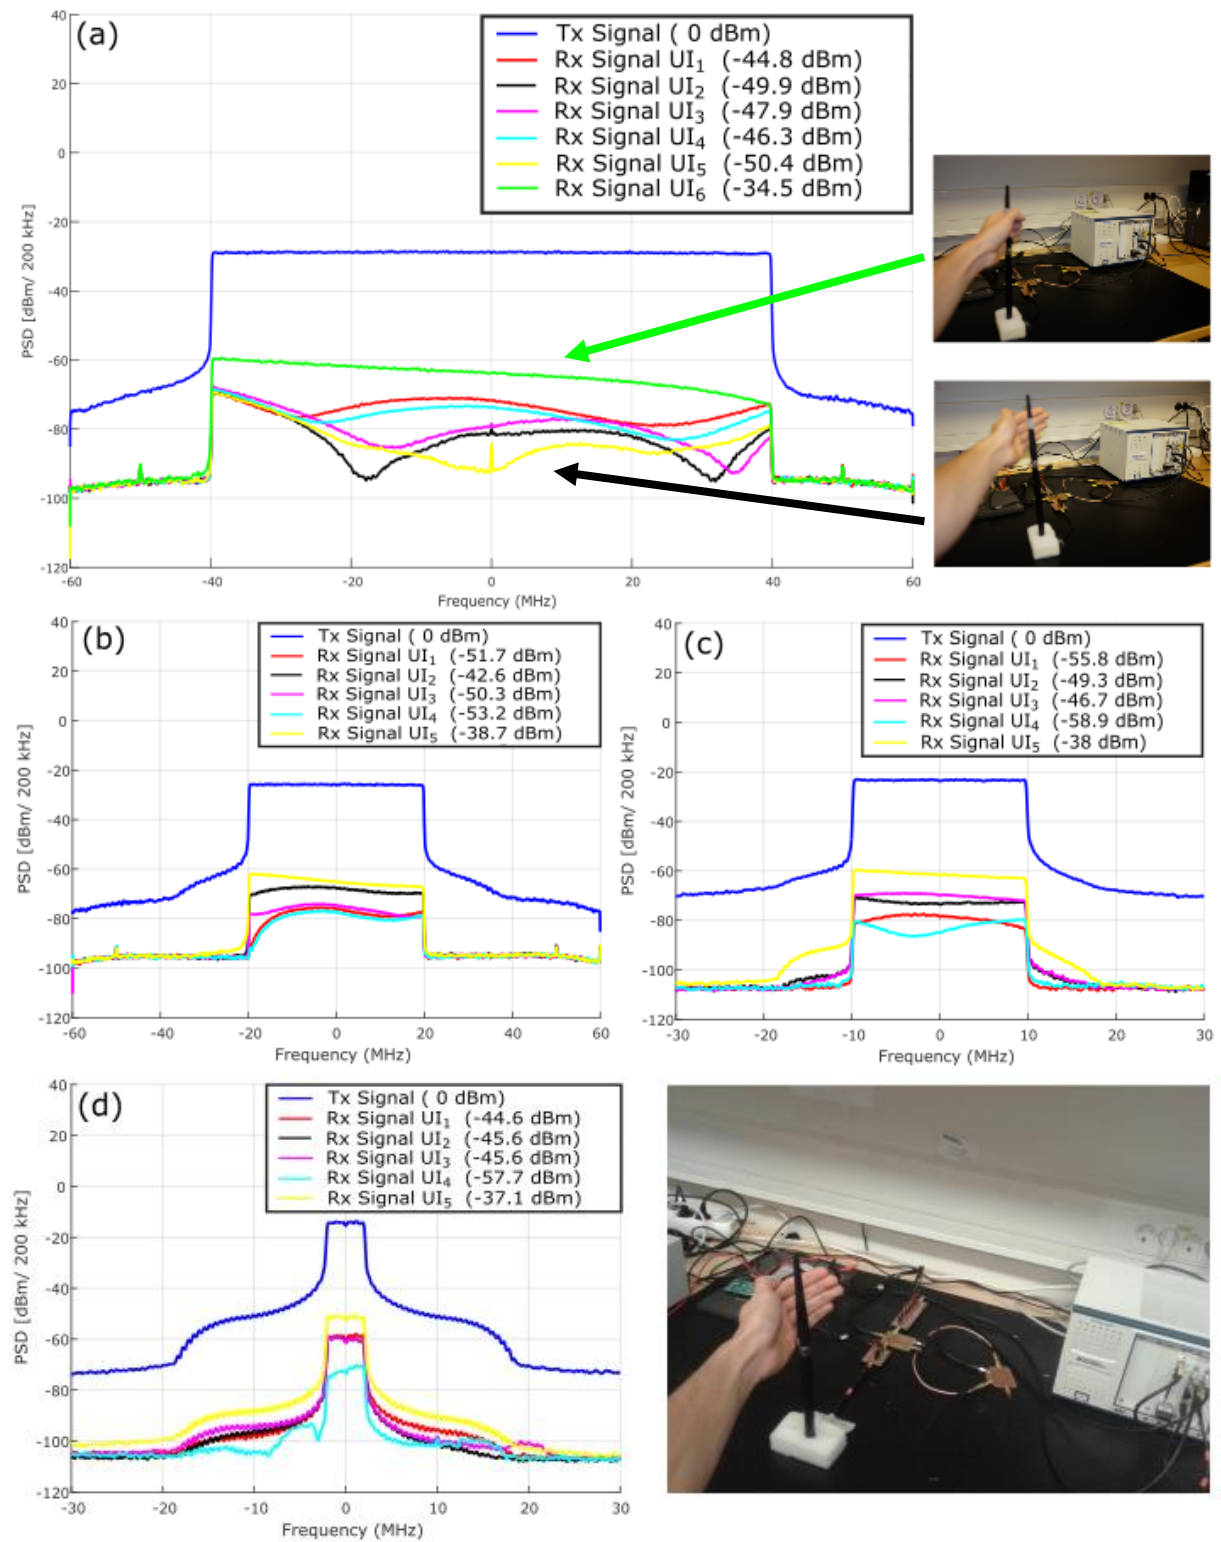 (a)
Tx Signal ( 0 dBm)
Rx Signal UI1 (-44.8 dBm)
Rx Signal UI2 (-49.9 dBm)
Rx Signal UI3 (-47.9 dBm)
Rx Signal UI4 (-46.3 dBm)
Rx Signal UI5 (-50.4 dBm)
Rx Signal UI6 (-34.5 dBm)
40
20
0
-20
-40
-60
-80
-100
-120
PSD [dBm/ 200 kHz]
-60 -40 -20 0 20 40 60
Frequency (MHz)
(b)
Tx Signal ( 0 dBm)
Rx Signal UI1 (-51.7 dBm)
Rx Signal UI2 (-42.6 dBm)
Rx Signal UI3 (-50.3 dBm)
Rx Signal UI4 (-53.2 dBm)
Rx Signal UI5 (-38.7 dBm)
40
20
0
-20
-40
-60
-80
-100
-120
PSD [dBm/ 200 kHz]
-60 -40 -20 0 20 40 60
Frequency (MHz)
(c)
Tx Signal ( 0 dBm)
Rx Signal UI1 (-55.8 dBm)
Rx Signal UI2 (-49.3 dBm)
Rx Signal UI3 (-46.7 dBm)
Rx Signal UI4 (-58.9 dBm)
Rx Signal UI5 (-38 dBm)
40
20
0
-20
-40
-60
-80
-100
-120
PSD [dBm/ 200 kHz]
-30 -20 -10 0 10 20 30
Frequency (MHz)
(d)
Tx Signal ( 0 dBm)
Rx Signal UI1 (-44.6 dBm)
Rx Signal UI2 (-45.6 dBm)
Rx Signal UI3 (-45.6 dBm)
Rx Signal UI4 (-57.7 dBm)
Rx Signal UI5 (-37.1 dBm)
40
20
0
-20
-40
-60
-80
-100
-120
PSD [dBm/ 200 kHz]
-30 -20 -10 0 10 20 30
Frequency (MHz)